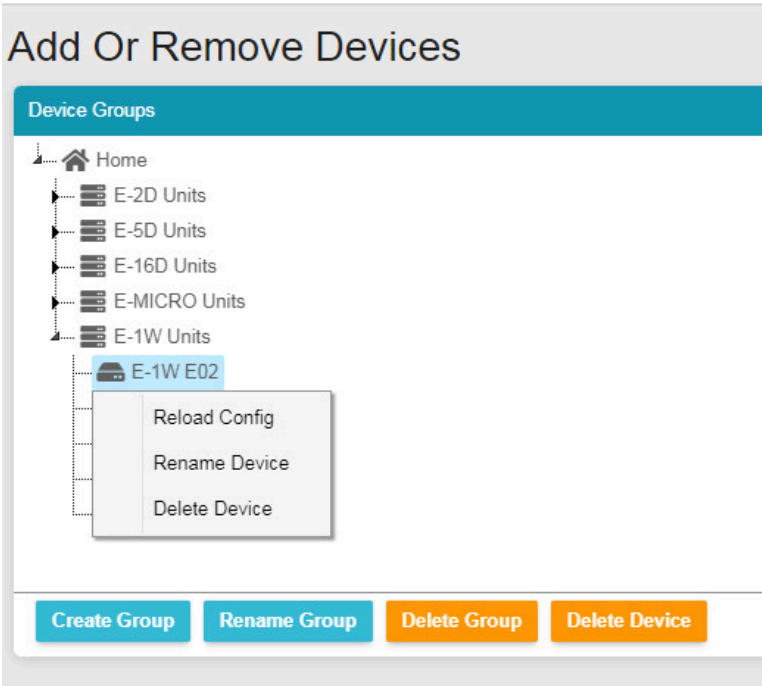 Add Or Remove Devices
Device Groups
Home
E-2D Units
E-5D Units
E-16D Units
E-MICRO Units
E-1W Units
E-1W E02
Reload Config
Rename Device
Delete Device
Create Group Rename Group Delete Group Delete Device